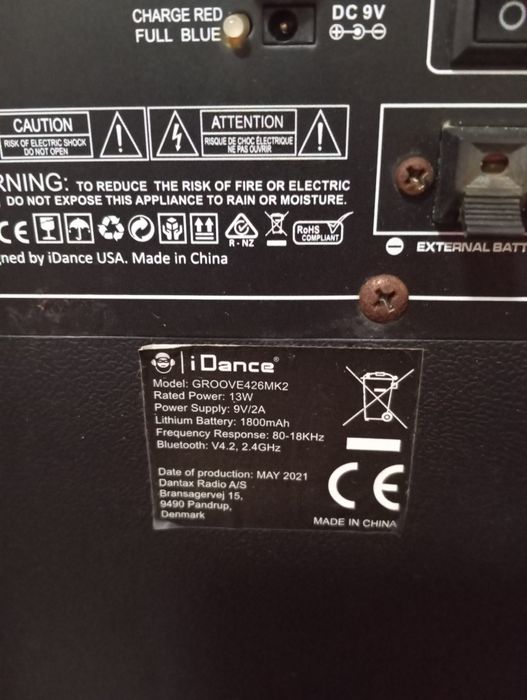 CHARGE RED
FULL BLUE
DC 9V
CAUTION
RISK OF ELECTRIC SHOCK
DO NOT OPEN
ATTENTION
RISQUE DE CHOC ÉLECTRIQUE
NE PAS OUVRIR
RNING: TO REDUCE THE RISK OF FIRE OR ELECTRIC
DO NOT EXPOSE THIS APPLIANCE TO RAIN OR MOISTURE.
CE
R-NZ
RoHS
COMPLIANT
gned by iDance USA. Made in China
EXTERNAL BATT
iDance®
Model: GROOVE426MK2
Rated Power: 13W
Power Supply: 9V/2A
Lithium Battery: 1800mAh
Frequency Response: 80-18KHz
Bluetooth: V4.2, 2.4GHz
Date of production: MAY 2021
Dantax Radio A/S
Bransagervej 15,
9490 Pandrup,
Denmark
CE
MADE IN CHINA